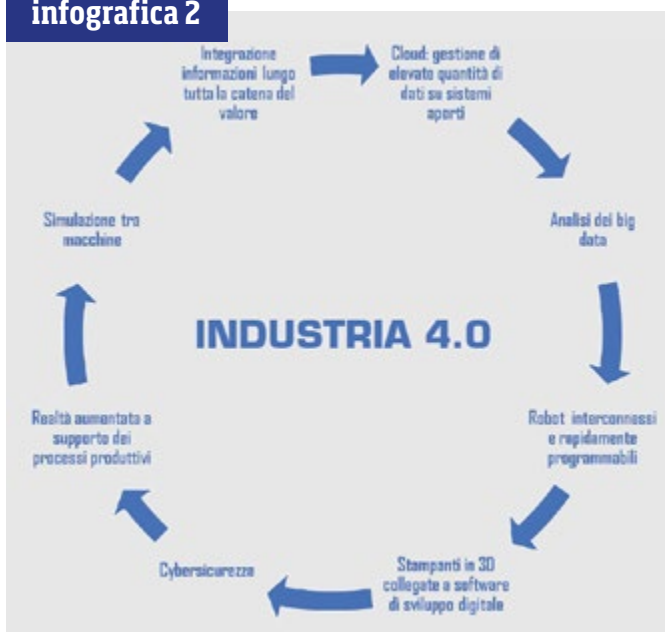 infografica 2
Integrazione
informazioni lungo
tutta la catena del
valore
Cloud: gestione di
elevate quantità di
dati su sistemi
aperti
Analisi dei big
data
Robot interconnessi
e rapidamente
programmabili
Stampanti in 3D
collegate a software
di sviluppo digitale
Cybersicurezza
Realtà aumentata a
supporto dei
processi produttivi
Simulazione tra
macchine
INDUSTRIA 4.0